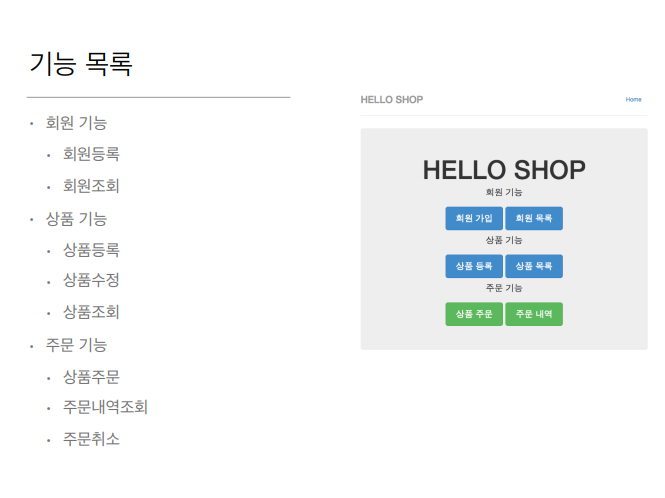 기능 목록
• 회원 기능
• 회원등록
• 회원조회
• 상품 기능
• 상품등록
• 상품수정
• 상품조회
• 주문 기능
• 상품주문
• 주문내역조회
• 주문취소
HELLO SHOP Home
HELLO SHOP
회원 기능
회원 가입 회원 목록
상품 기능
상품 등록 상품 목록
주문 기능
상품 주문 주문 내역